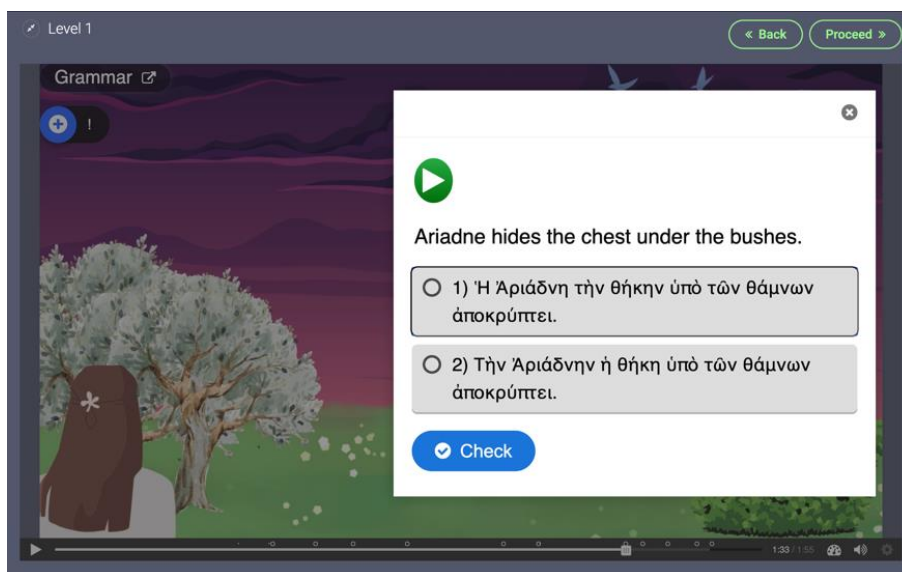 Level 1
« Back
Proceed »
Grammar
!
Ariadne hides the chest under the bushes.
1) Ἡ Ἀριάδνη τὴν θήκην ὑπὸ τῶν θάμνων
ἀποκρύπτει.
2) Τὴν Ἀριάδνην ἡ θήκη ὑπὸ τῶν θάμνων
ἀποκρύπτει.
Check
1:33 / 1:55